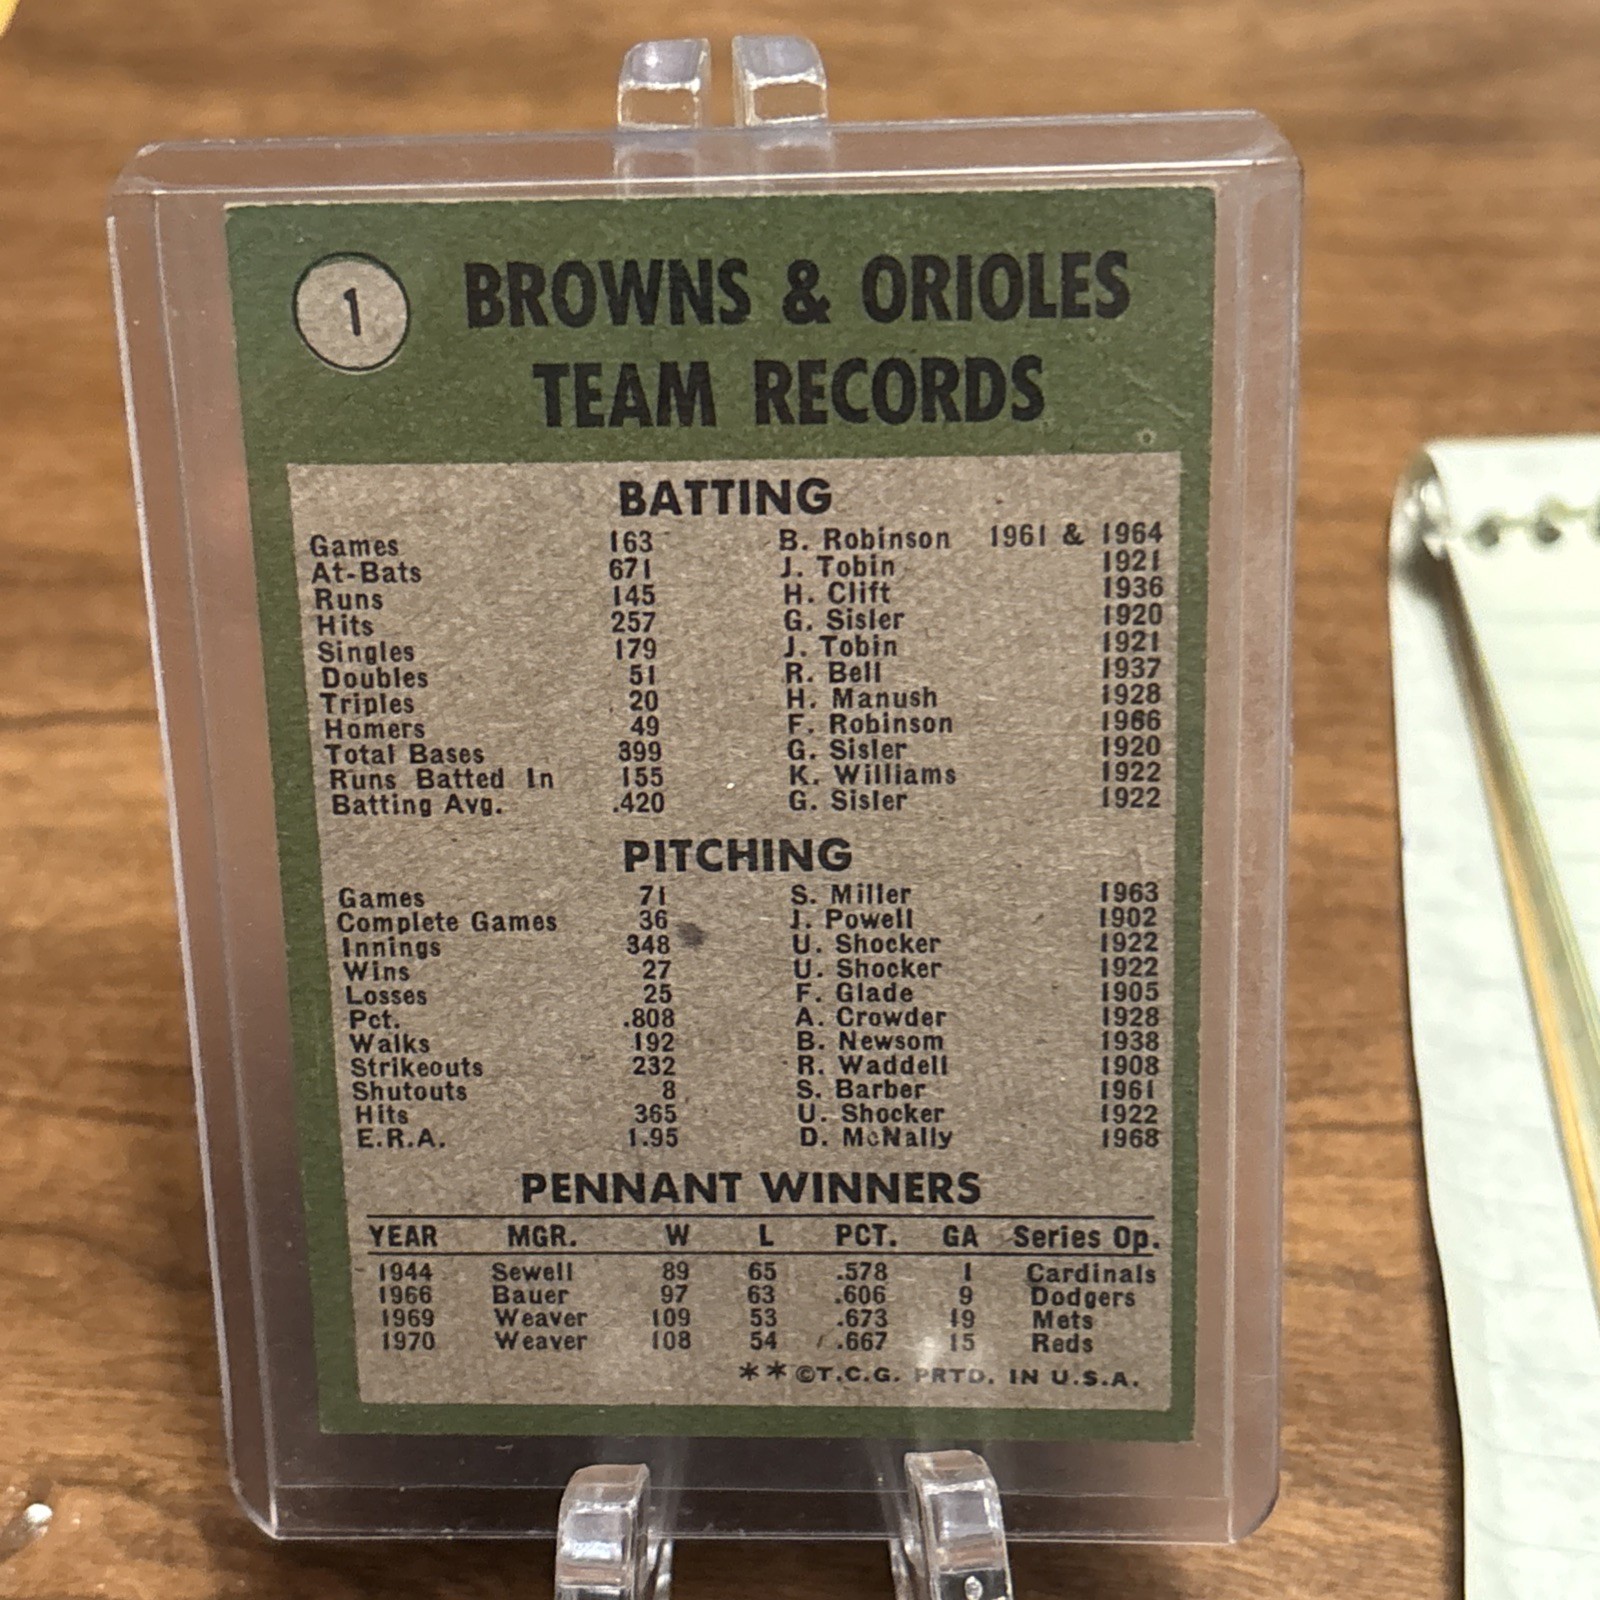 1
BROWNS & ORIOLES
TEAM RECORDS
BATTING
Games 163 B. Robinson 1961 & 1964
At-Bats 671 J. Tobin 1921
Runs 145 H. Clift 1936
Hits 257 G. Sisler 1920
Singles 179 J. Tobin 1921
Doubles 51 R. Bell 1937
Triples 20 H. Manush 1928
Homers 49 F. Robinson 1966
Total Bases 399 G. Sisler 1920
Runs Batted In 155 K. Williams 1922
Batting Avg. .420 G. Sisler 1922
PITCHING
Games 71 S. Miller 1963
Complete Games 36 J. Powell 1902
Innings 348 U. Shocker 1922
Wins 27 U. Shocker 1922
Losses 25 F. Glade 1905
Pct. .808 A. Crowder 1928
Walks 192 B. Newsom 1938
Strikeouts 232 R. Waddell 1908
Shutouts 8 S. Barber 1961
Hits 365 U. Shocker 1922
E.R.A. 1.95 D. McNally 1968
PENNANT WINNERS
YEAR MGR. W L PCT. GA Series Op.
1944 Sewell 89 65 .578 1 Cardinals
1966 Bauer 97 63 .606 9 Dodgers
1969 Weaver 109 53 .673 19 Mets
1970 Weaver 108 54 .667 15 Reds
**©T.C.G. PRTD. IN U.S.A.